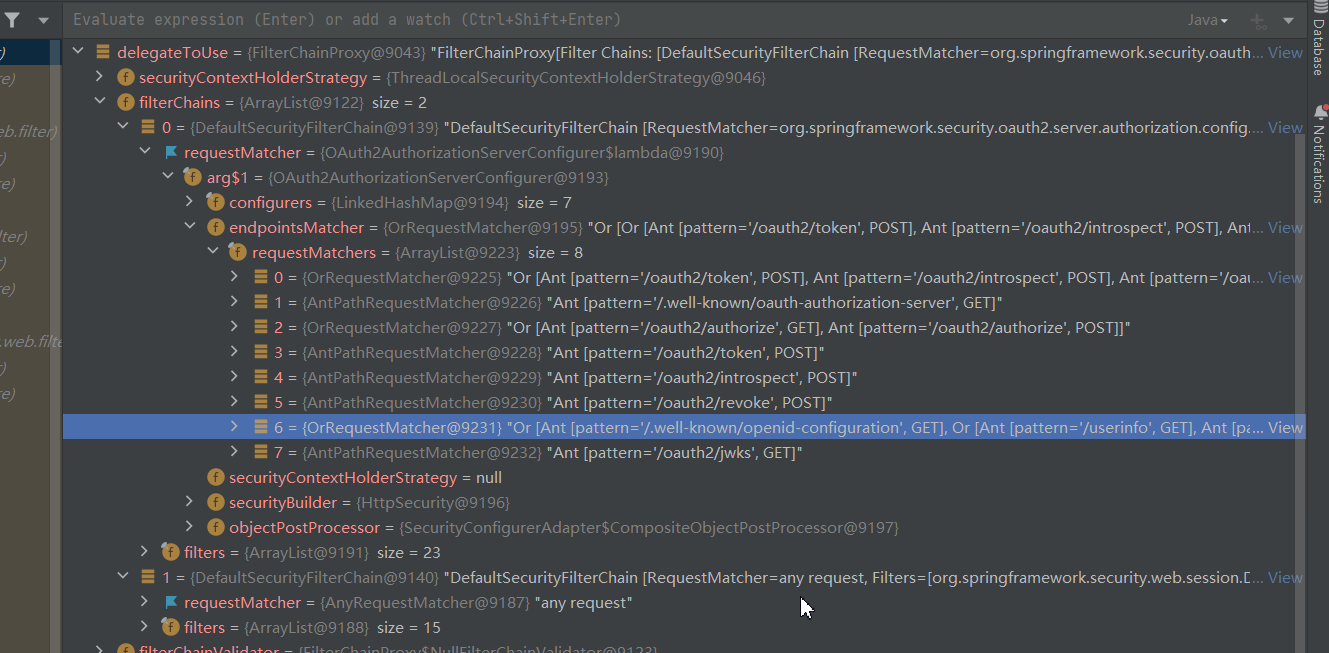 Evaluate expression (Enter) or add a watch (Ctrl+Shift+Enter) Java
delegateToUse = {FilterChainProxy@9043} "FilterChainProxy[Filter Chains: [DefaultSecurityFilterChain [RequestMatcher=org.springframework.security.oauth... View
securityContextHolderStrategy = {ThreadLocalSecurityContextHolderStrategy@9046}
filterChains = {ArrayList@9122} size = 2
0 = {DefaultSecurityFilterChain@9139} "DefaultSecurityFilterChain [RequestMatcher=org.springframework.security.oauth2.server.authorization.config.... View
requestMatcher = {OAuth2AuthorizationServerConfigurer$lambda@9190}
arg$1 = {OAuth2AuthorizationServerConfigurer@9193}
configurers = {LinkedHashMap@9194} size = 7
endpointsMatcher = {OrRequestMatcher@9195} "Or [Or [Ant [pattern='/oauth2/token', POST], Ant [pattern='/oauth2/introspect', POST], Ant... View
requestMatchers = {ArrayList@9223} size = 8
0 = {OrRequestMatcher@9225} "Or [Ant [pattern='/oauth2/token', POST], Ant [pattern='/oauth2/introspect', POST], Ant [pattern='/oau... View
1 = {AntPathRequestMatcher@9226} "Ant [pattern='/.well-known/oauth-authorization-server', GET]"
2 = {OrRequestMatcher@9227} "Or [Ant [pattern='/oauth2/authorize', GET], Ant [pattern='/oauth2/authorize', POST]]"
3 = {AntPathRequestMatcher@9228} "Ant [pattern='/oauth2/token', POST]"
4 = {AntPathRequestMatcher@9229} "Ant [pattern='/oauth2/introspect', POST]"
5 = {AntPathRequestMatcher@9230} "Ant [pattern='/oauth2/revoke', POST]"
6 = {OrRequestMatcher@9231} "Or [Ant [pattern='/.well-known/openid-configuration', GET], Or [Ant [pattern='/userinfo', GET], Ant [pa... View
7 = {AntPathRequestMatcher@9232} "Ant [pattern='/oauth2/jwks', GET]"
securityContextHolderStrategy = null
securityBuilder = {HttpSecurity@9196}
objectPostProcessor = {SecurityConfigurerAdapter$CompositeObjectPostProcessor@9197}
filters = {ArrayList@9191} size = 23
1 = {DefaultSecurityFilterChain@9140} "DefaultSecurityFilterChain [RequestMatcher=any request, Filters=[org.springframework.security.web.session.D... View
requestMatcher = {AnyRequestMatcher@9187} "any request"
filters = {ArrayList@9188} size = 15
filterChainValidator = {FilterChainProxy$NullFilterChainValidator@9123}
Database
Notifications